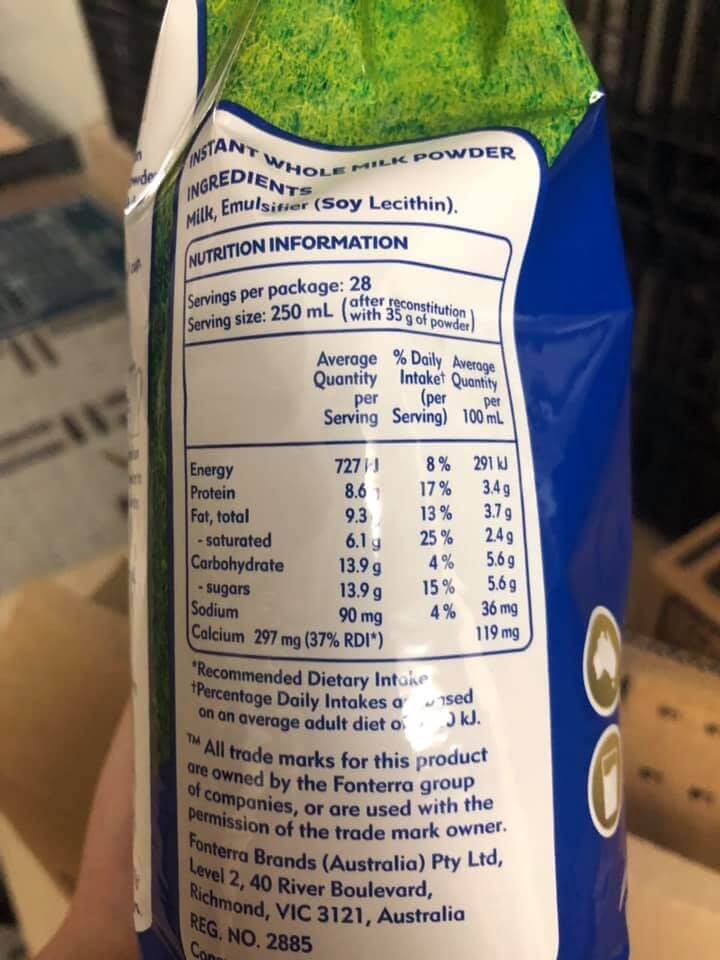 INSTANT WHOLE MILK POWDER
INGREDIENTS
Milk, Emulsifier (Soy Lecithin).
NUTRITION INFORMATION
Servings per package: 28
Serving size: 250 mL (after reconstitution with 35 g of powder)
Average Quantity per Serving % Daily Intake† (per Serving) Average Quantity per 100 mL
Energy 727 kJ 8% 291 kJ
Protein 8.6 17% 3.4 g
Fat, total 9.3 13% 3.7 g
- saturated 6.1 g 25% 2.4 g
Carbohydrate 13.9 g 4% 5.6 g
- sugars 13.9 g 15% 5.6 g
Sodium 90 mg 4% 36 mg
Calcium 297 mg (37% RDI*) 119 mg
*Recommended Dietary Intake
†Percentage Daily Intakes are based
on an average adult diet of kJ.
TM All trade marks for this product
are owned by the Fonterra group
of companies, or are used with the
permission of the trade mark owner.
Fonterra Brands (Australia) Pty Ltd,
Level 2, 40 River Boulevard,
Richmond, VIC 3121, Australia
REG. NO. 2885